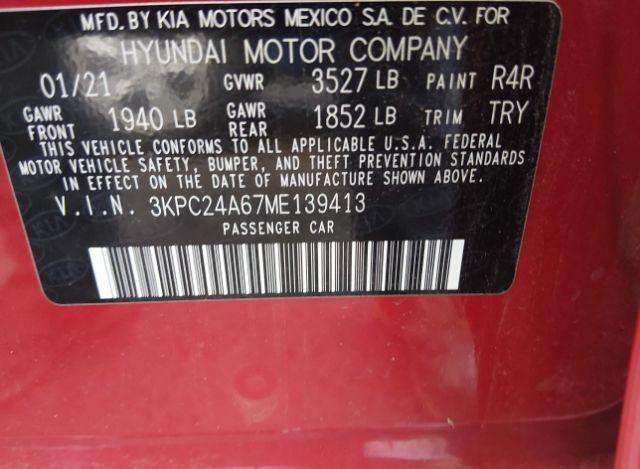 MFD. BY KIA MOTORS MEXICO S.A. DE C.V. FOR
HYUNDAI MOTOR COMPANY
01/21 GVWR 3527 LB PAINT R4R
GAWR FRONT 1940 LB GAWR REAR 1852 LB TRIM TRY
THIS VEHICLE CONFORMS TO ALL APPLICABLE U.S.A. FEDERAL
MOTOR VEHICLE SAFETY, BUMPER, AND THEFT PREVENTION STANDARDS
IN EFFECT ON THE DATE OF MANUFACTURE SHOWN ABOVE.
V.I.N. 3KPC24A67ME139413
PASSENGER CAR